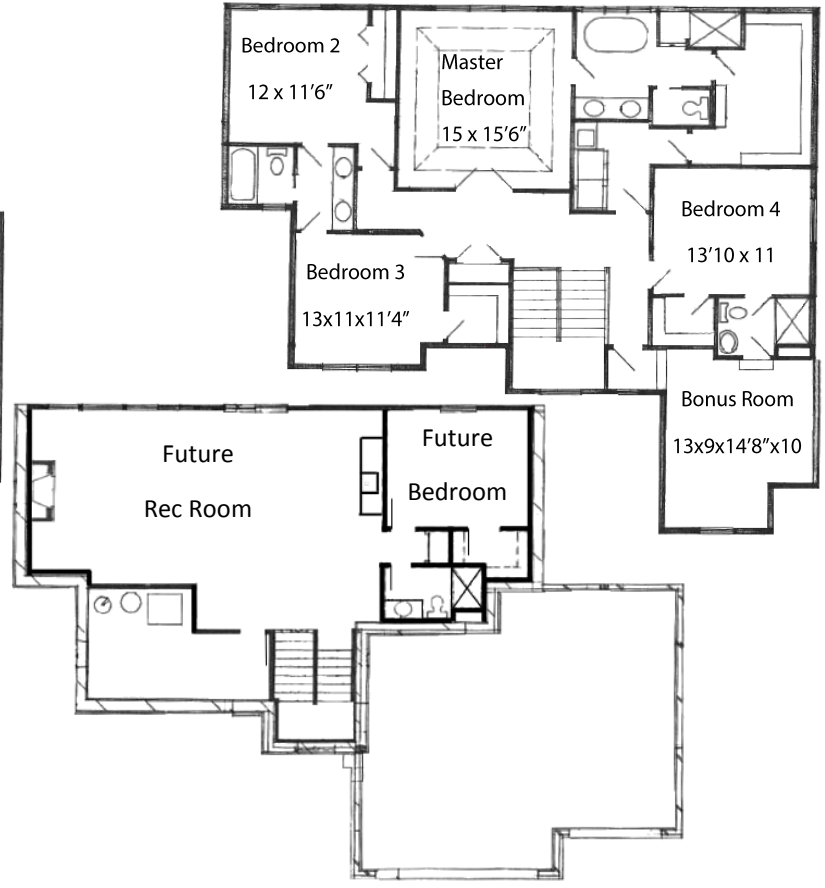 Bedroom 2
12 x 11’6”
Master
Bedroom
15 x 15’6”
Bedroom 4
13’10 x 11
Bedroom 3
13x11x11’4”
Bonus Room
13x9x14’8”x10
Future
Rec Room
Future
Bedroom